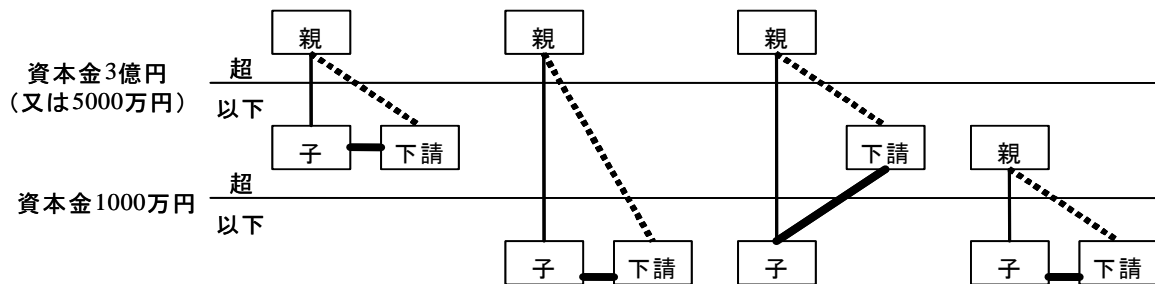 親 親 親
資本金3億円 超
(又は5000万円) 以下
子 下請 下請 親
資本金1000万円 超
以下
子 下請 子 子 下請